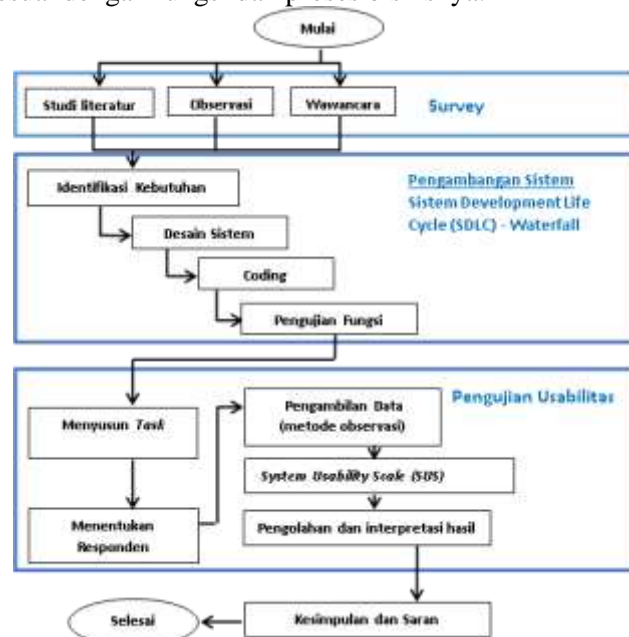 Mulai
Studi literatur
Observasi
Wawancara
Survey
Identifikasi Kebutuhan
Pengambangan Sistem
Sistem Development Life
Cycle (SDLC) - Waterfall
Desain Sistem
Coding
Pengujian Fungsi
Pengujian Usabilitas
Menyusun Task
Pengambilan Data
(metode observasi)
System Usability Scale (SUS)
Menentukan
Responden
Pengolahan dan interpretasi hasil
Kesimpulan dan Saran
Selesai